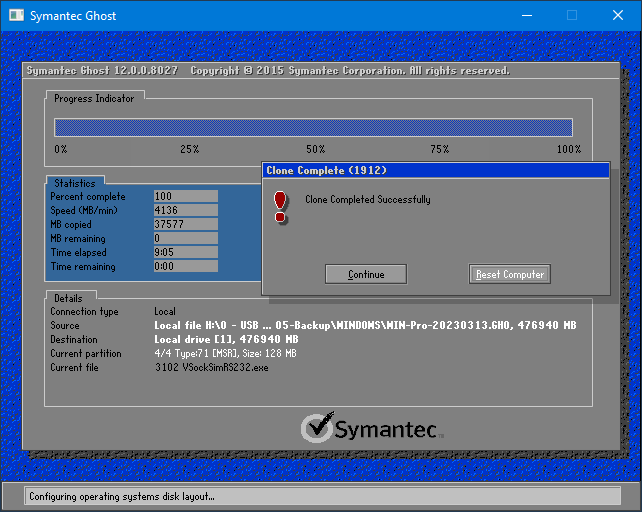 Symantec Ghost
Symantec Ghost 12.0.0.8027 Copyright © 2015 Symantec Corporation. All rights reserved.
Progress Indicator
0% 25% 50% 75% 100%
Clone Complete (1912)
Clone Completed Successfully
Continue Reset Computer
Statistics
Percent complete 100
Speed (MB/min) 4136
MB copied 37577
MB remaining 0
Time elapsed 9:05
Time remaining 0:00
Details
Connection type Local
Source Local file H:\0 - USB ... 05-Backup\WINDOWS\WIN-Pro-20230313.GHO, 476940 MB
Destination Local drive [1], 476940 MB
Current partition 4/4 Type:71 [MSR], Size: 128 MB
Current file 3102 VSockSimRS232.exe
Symantec
Configuring operating systems disk layout...